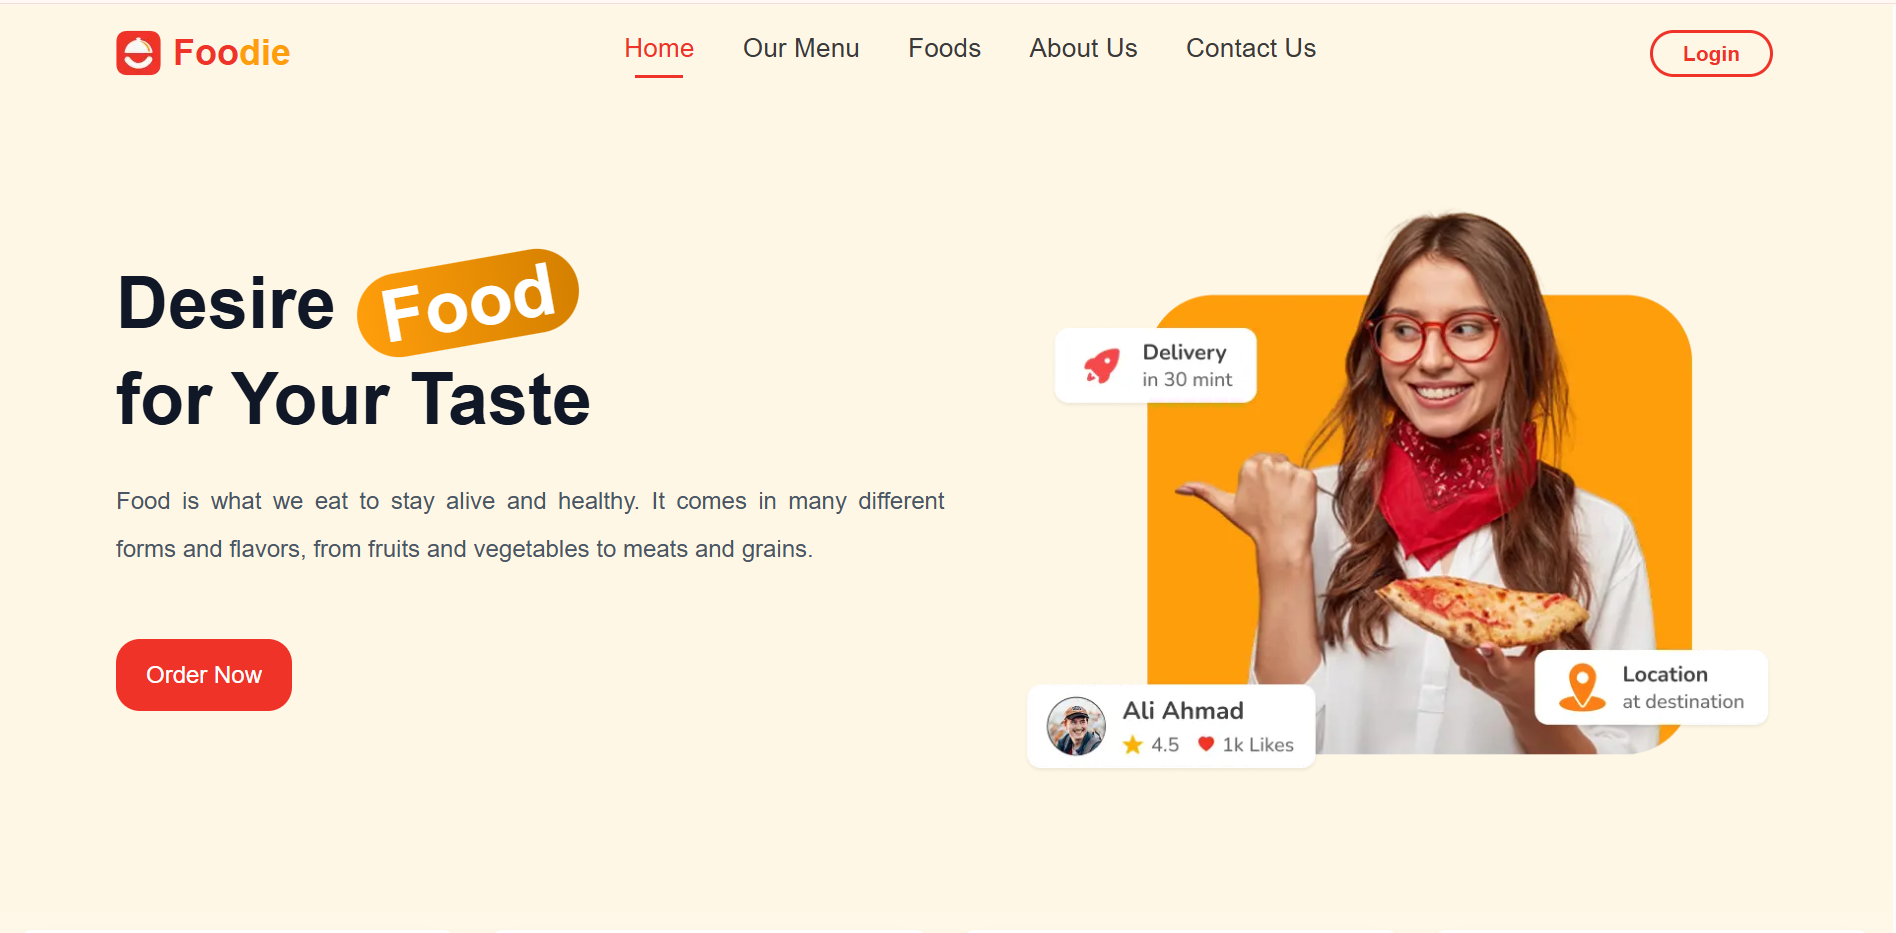 Foodie
Home
Our Menu
Foods
About Us
Contact Us
Login
Desire Food
for Your Taste
Food is what we eat to stay alive and healthy. It comes in many different
forms and flavors, from fruits and vegetables to meats and grains.
Order Now
Delivery
in 30 mint
Ali Ahmad
4.5 1k Likes
Location
at destination